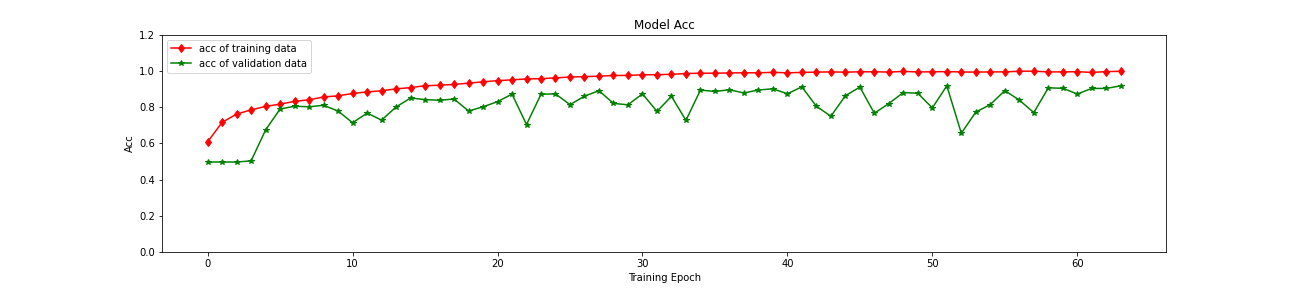 Model Acc
acc of training data
acc of validation data
1.2
1.0
0.8
0.6
0.4
0.2
0.0
Acc
0 10 20 30 40 50 60
Training Epoch